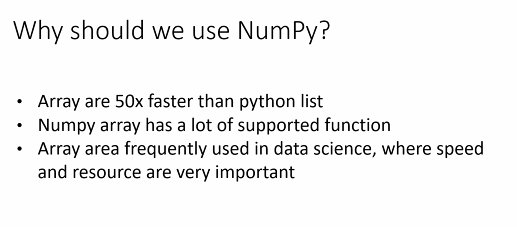 Why should we use NumPy?
• Array are 50x faster than python list
• Numpy array has a lot of supported function
• Array area frequently used in data science, where speed
and resource are very important